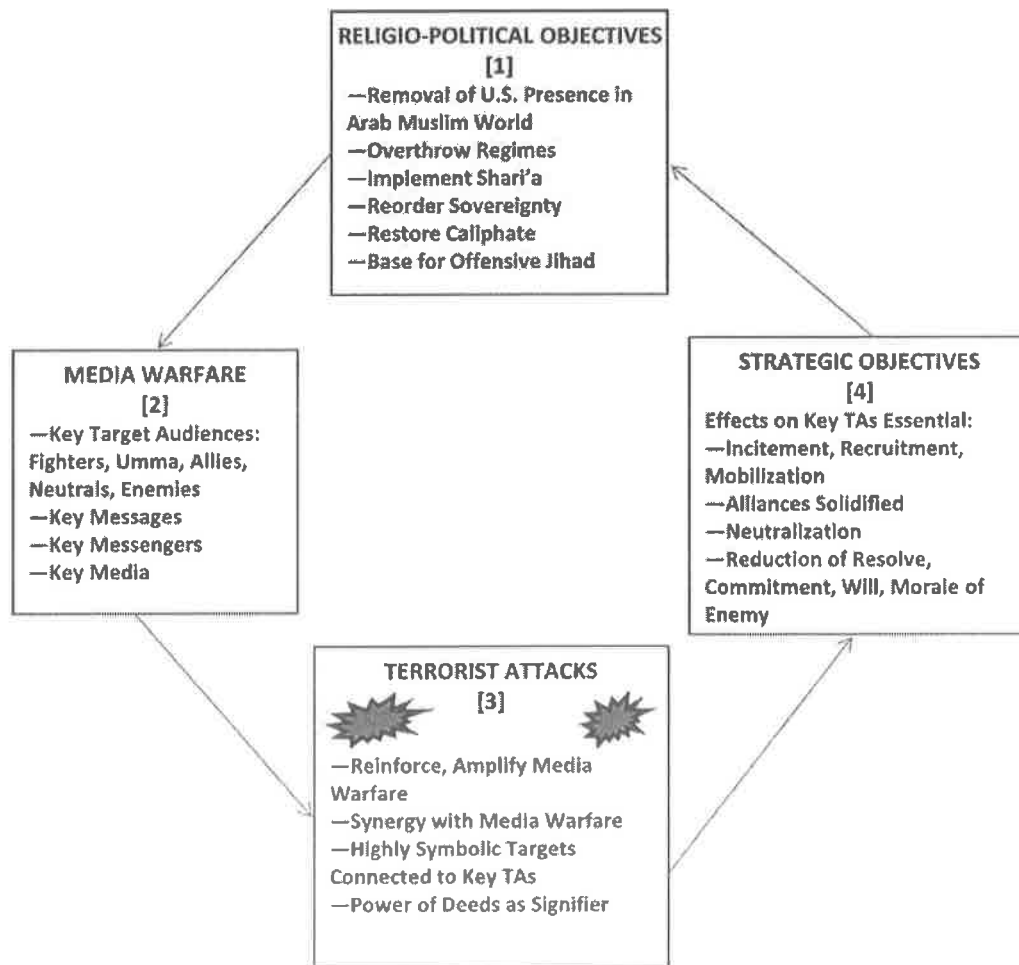 RELIGIO-POLITICAL OBJECTIVES
[1]
—Removal of U.S. Presence in
Arab Muslim World
—Overthrow Regimes
—Implement Shari'a
—Reorder Sovereignty
—Restore Caliphate
—Base for Offensive Jihad
MEDIA WARFARE
[2]
—Key Target Audiences:
Fighters, Umma, Allies,
Neutrals, Enemies
—Key Messages
—Key Messengers
—Key Media
TERRORIST ATTACKS
[3]
—Reinforce, Amplify Media
Warfare
—Synergy with Media Warfare
—Highly Symbolic Targets
Connected to Key TAs
—Power of Deeds as Signifier
STRATEGIC OBJECTIVES
[4]
Effects on Key TAs Essential:
—Incitement, Recruitment,
Mobilization
—Alliances Solidified
—Neutralization
—Reduction of Resolve,
Commitment, Will, Morale of
Enemy